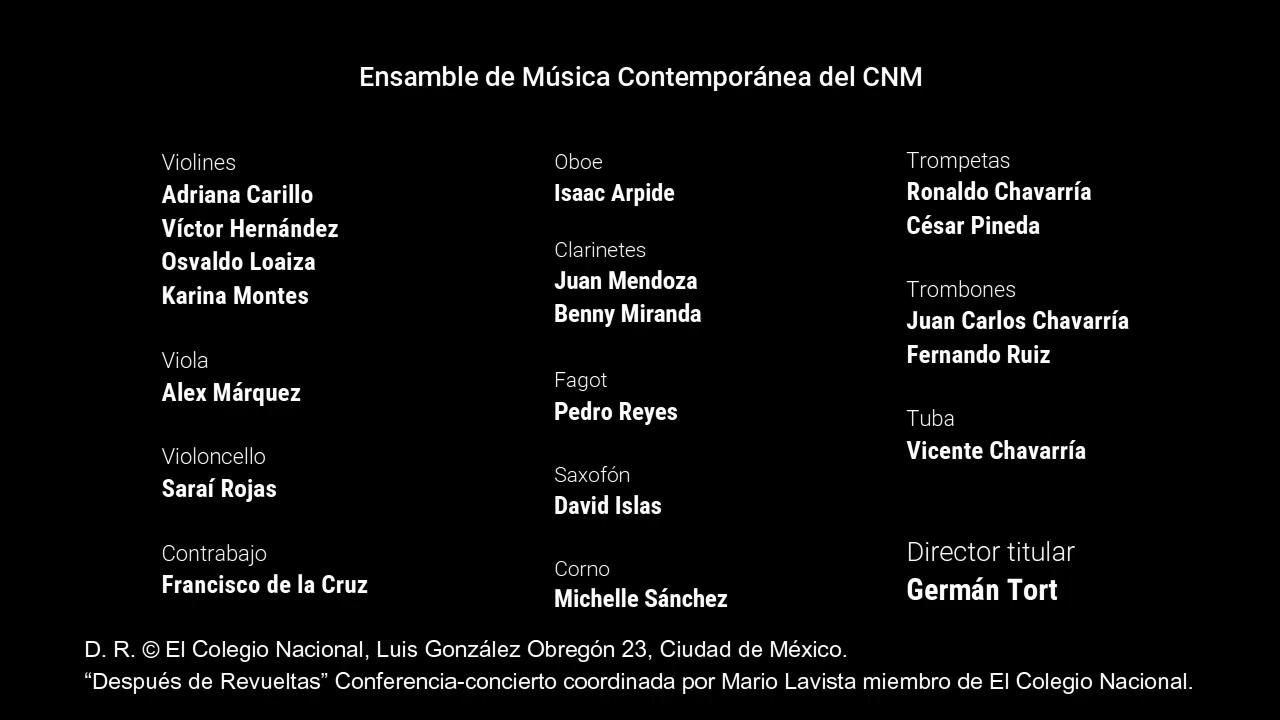 Ensamble de Música Contemporánea del CNM
Violines
Adriana Carillo
Víctor Hernández
Osvaldo Loaiza
Karina Montes
Viola
Alex Márquez
Violoncello
Saraí Rojas
Contrabajo
Francisco de la Cruz
Oboe
Isaac Arpide
Clarinetes
Juan Mendoza
Benny Miranda
Fagot
Pedro Reyes
Saxofón
David Islas
Corno
Michelle Sánchez
Trompetas
Ronaldo Chavarría
César Pineda
Trombones
Juan Carlos Chavarría
Fernando Ruiz
Tuba
Vicente Chavarría
Director titular
Germán Tort
D. R. © El Colegio Nacional, Luis González Obregón 23, Ciudad de México.
“Después de Revueltas” Conferencia-concierto coordinada por Mario Lavista miembro de El Colegio Nacional.